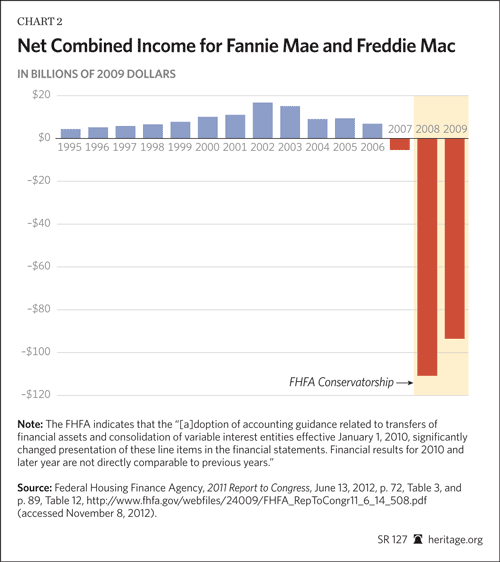 CHART 2
Net Combined Income for Fannie Mae and Freddie Mac
IN BILLIONS OF 2009 DOLLARS
$20
2007 2008 2009
$0
1995 1996 1997 1998 1999 2000 2001 2002 2003 2004 2005 2006
–$20
–$40
–$60
–$80
–$100
FHFA Conservatorship
–$120
Note: The FHFA indicates that the “[a]doption of accounting guidance related to transfers of
financial assets and consolidation of variable interest entities effective January 1, 2010, significantly
changed presentation of these line items in the financial statements. Financial results for 2010 and
later year are not directly comparable to previous years.”
Source: Federal Housing Finance Agency, 2011 Report to Congress, June 13, 2012, p. 72, Table 3, and
p. 89, Table 12, http://www.fhfa.gov/webfiles/24009/FHFA_RepToCongr11_6_14_508.pdf
(accessed November 8, 2012).
SR 127 heritage.org